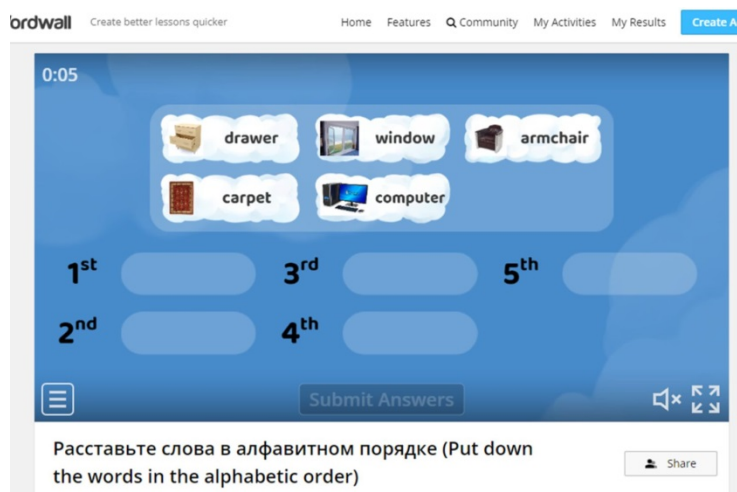 ordwall Create better lessons quicker Home Features Community My Activities My Results Create A
0:05
drawer window armchair
carpet computer
1st 3rd 5th
2nd 4th
Submit Answers
Расставьте слова в алфавитном порядке (Put down
the words in the alphabetic order)
Share